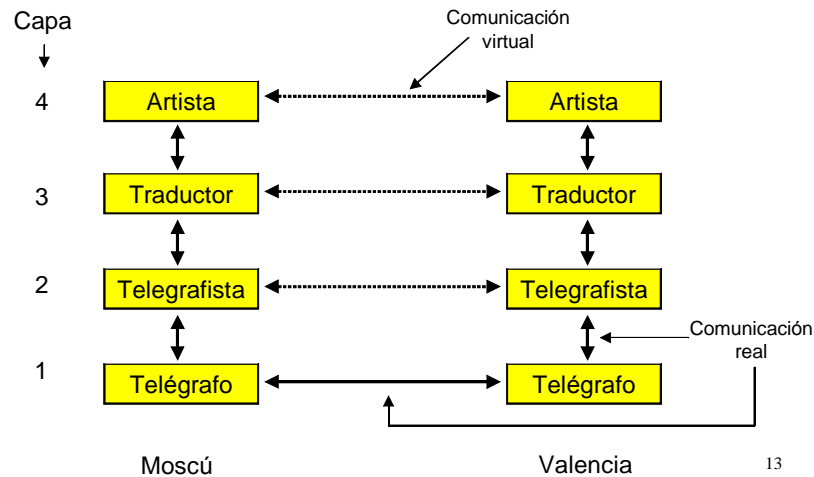 Capa
Comunicación
virtual
4
Artista
Artista
3
Traductor
Traductor
2
Telegrafista
Telegrafista
Comunicación
real
1
Telégrafo
Telégrafo
Moscú
Valencia
13